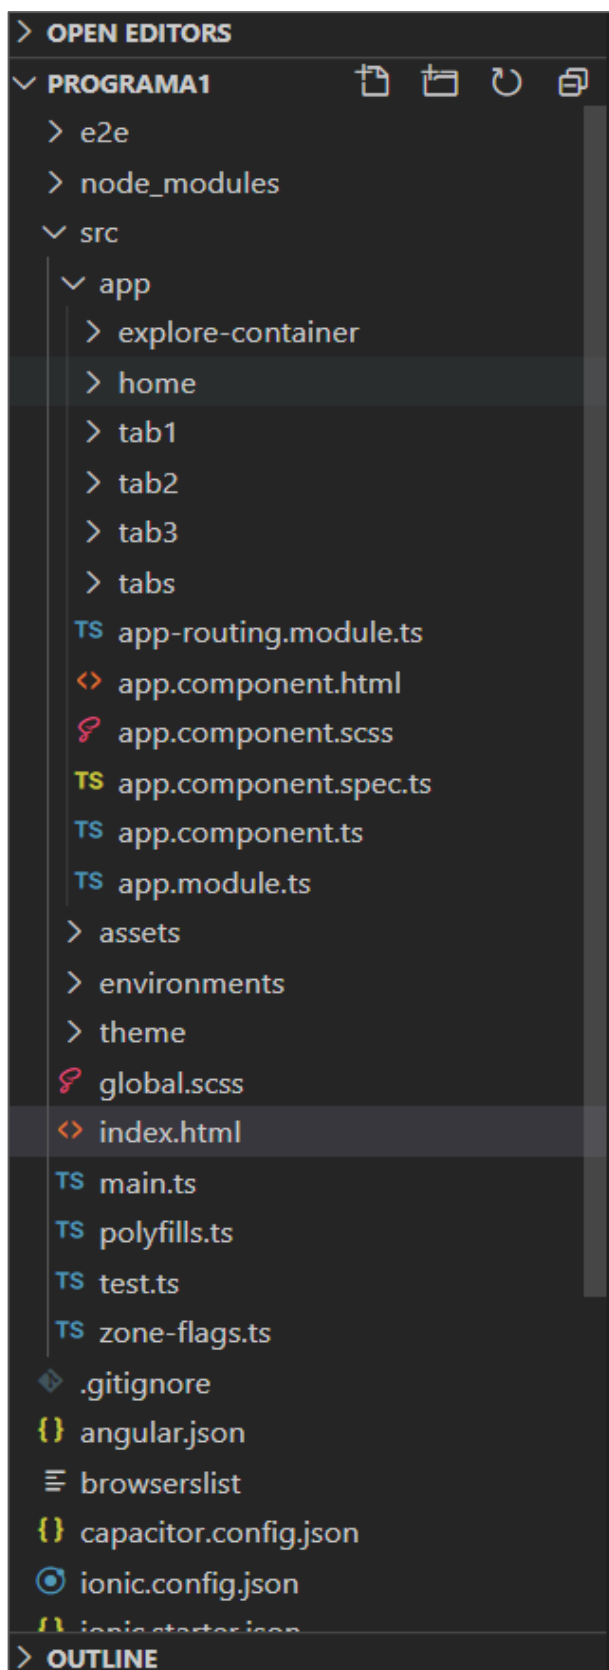 OPEN EDITORS
PROGRAMA1
e2e
node_modules
src
app
explore-container
home
tab1
tab2
tab3
tabs
TS app-routing.module.ts
<> app.component.html
app.component.scss
TS app.component.spec.ts
TS app.component.ts
TS app.module.ts
assets
environments
theme
global.scss
<> index.html
TS main.ts
TS polyfills.ts
TS test.ts
TS zone-flags.ts
.gitignore
{} angular.json
browserslist
{} capacitor.config.json
ionic.config.json
{} ionic.starter.json
OUTLINE